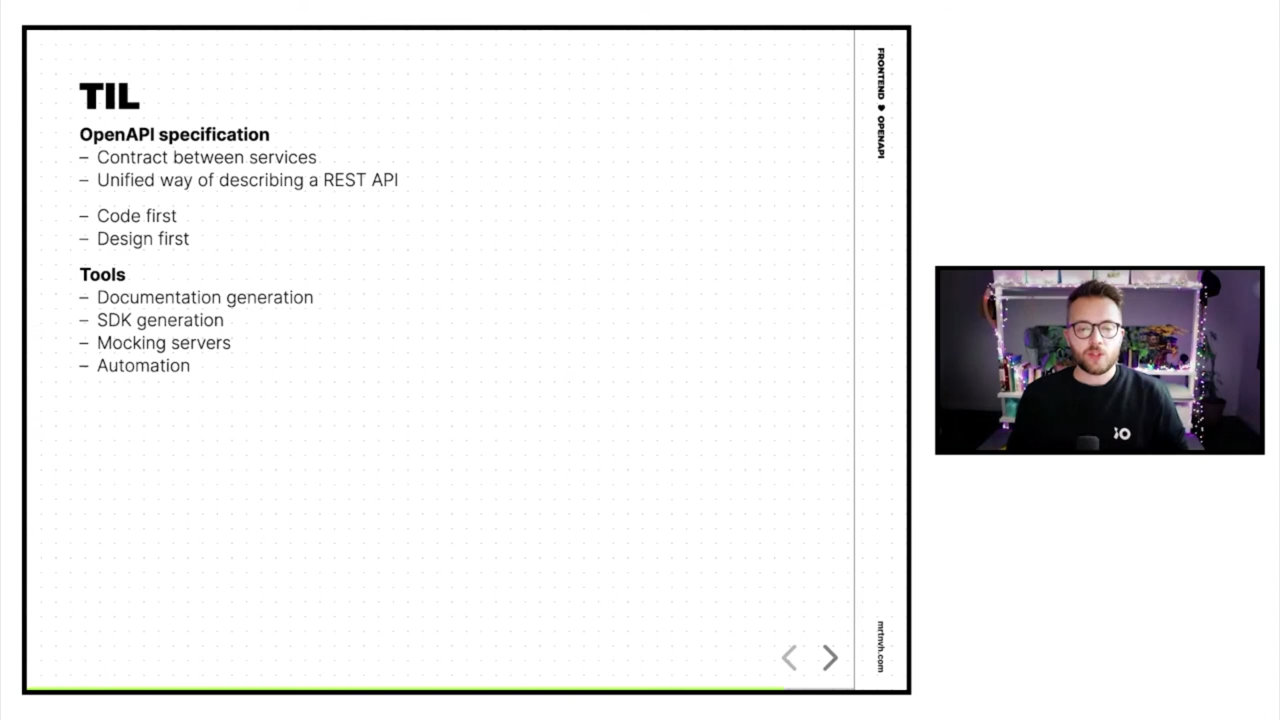 TIL
OpenAPI specification
– Contract between services
– Unified way of describing a REST API
– Code first
– Design first
Tools
– Documentation generation
– SDK generation
– Mocking servers
– Automation
FRONTEND ❥ OPENAPI
mrtnvh.com
iO